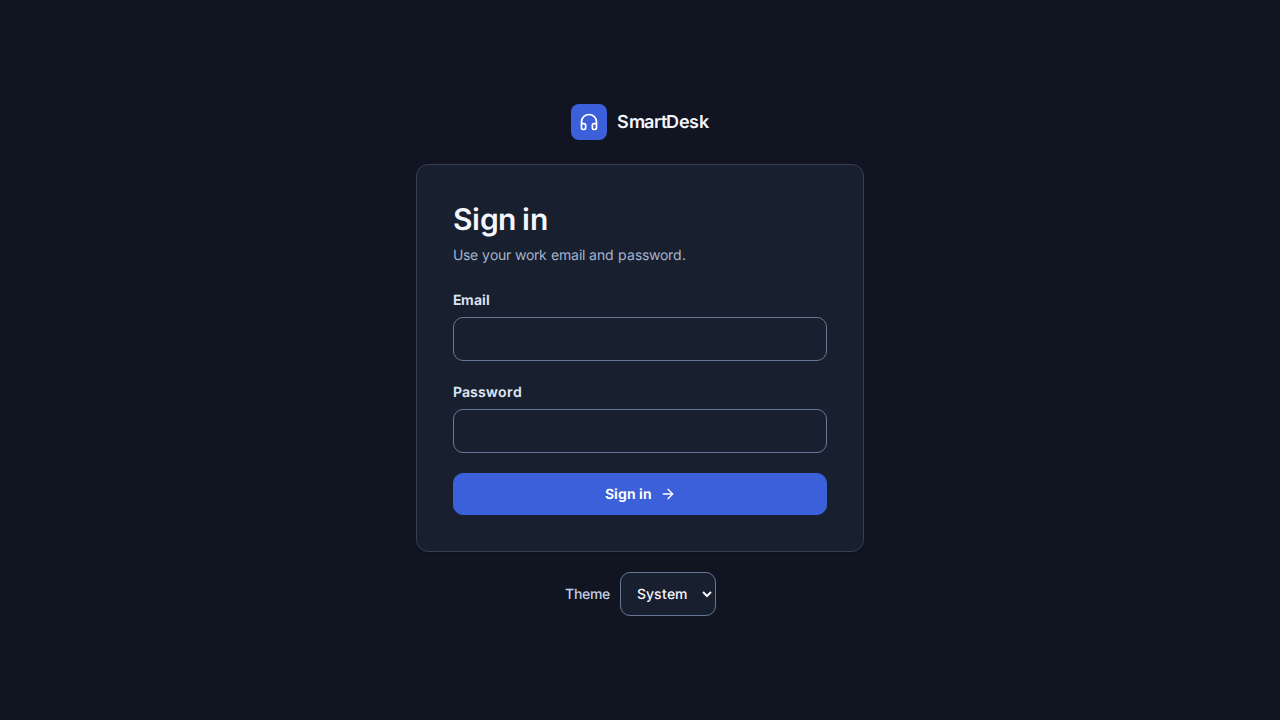 SmartDesk
Sign in
Use your work email and password.
Email
Password
Sign in
Theme System